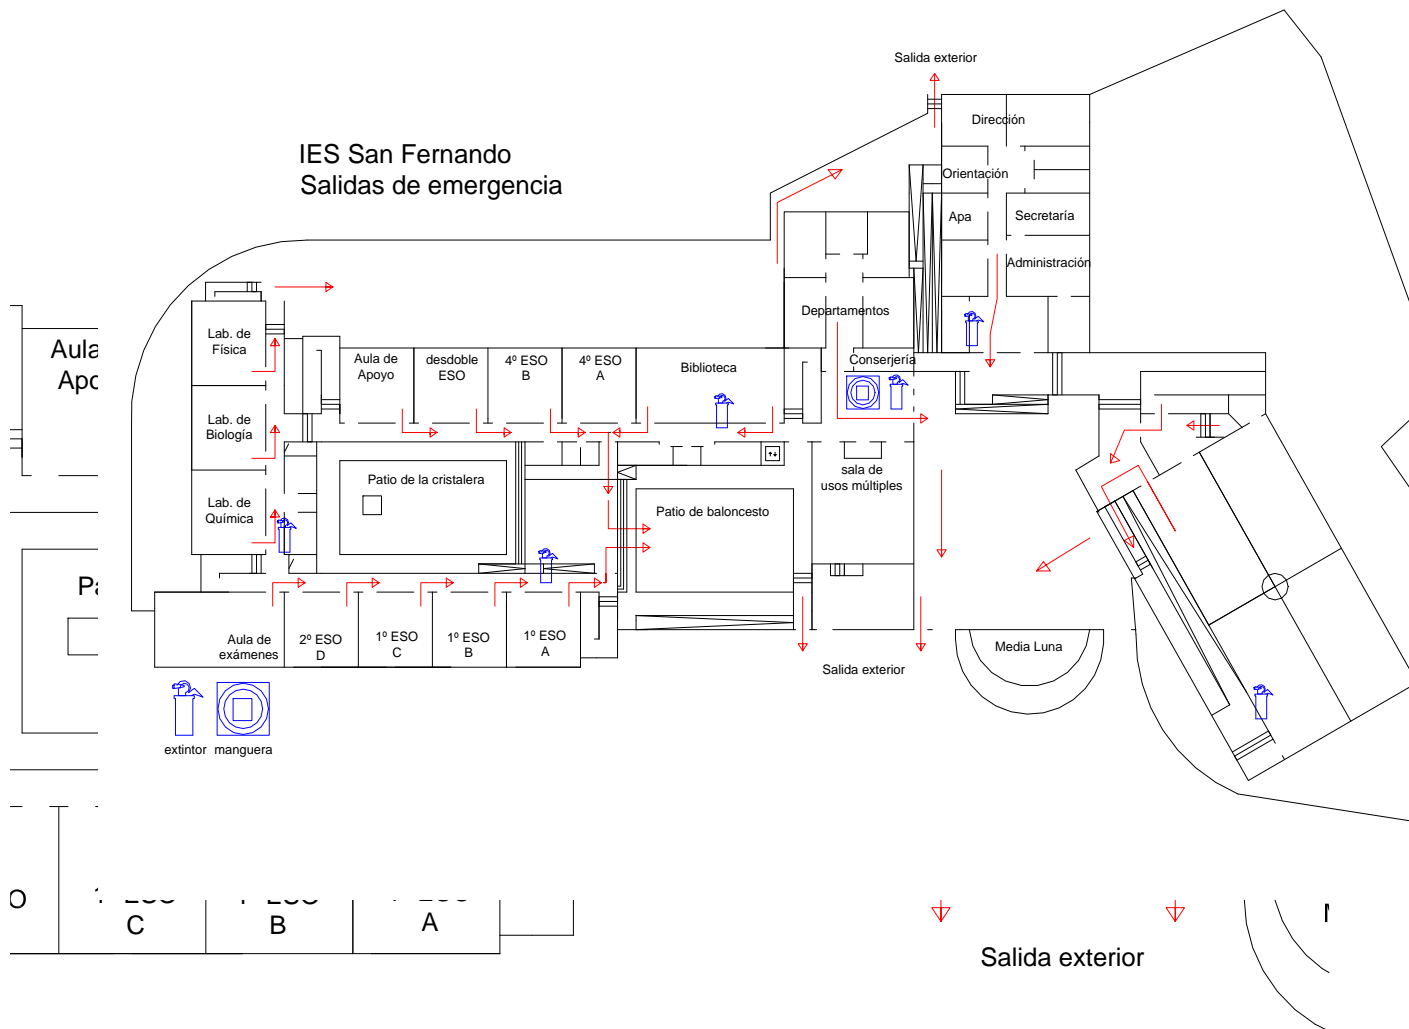 Salida exterior
Dirección
IES San Fernando
Salidas de emergencia
Orientación
Apa
Secretaría
Administración
Departamentos
Lab. de
Física
Aula de
Apoyo
desdoble
ESO
4º ESO
B
4º ESO
A
Biblioteca
Conserjería
Lab. de
Biología
Patio de la cristalera
sala de
usos múltiples
Lab. de
Química
Patio de baloncesto
Aula de
exámenes
2º ESO
D
1º ESO
C
1º ESO
B
1º ESO
A
Media Luna
Salida exterior
extintor
manguera
Aula
C
B
A
Salida exterior